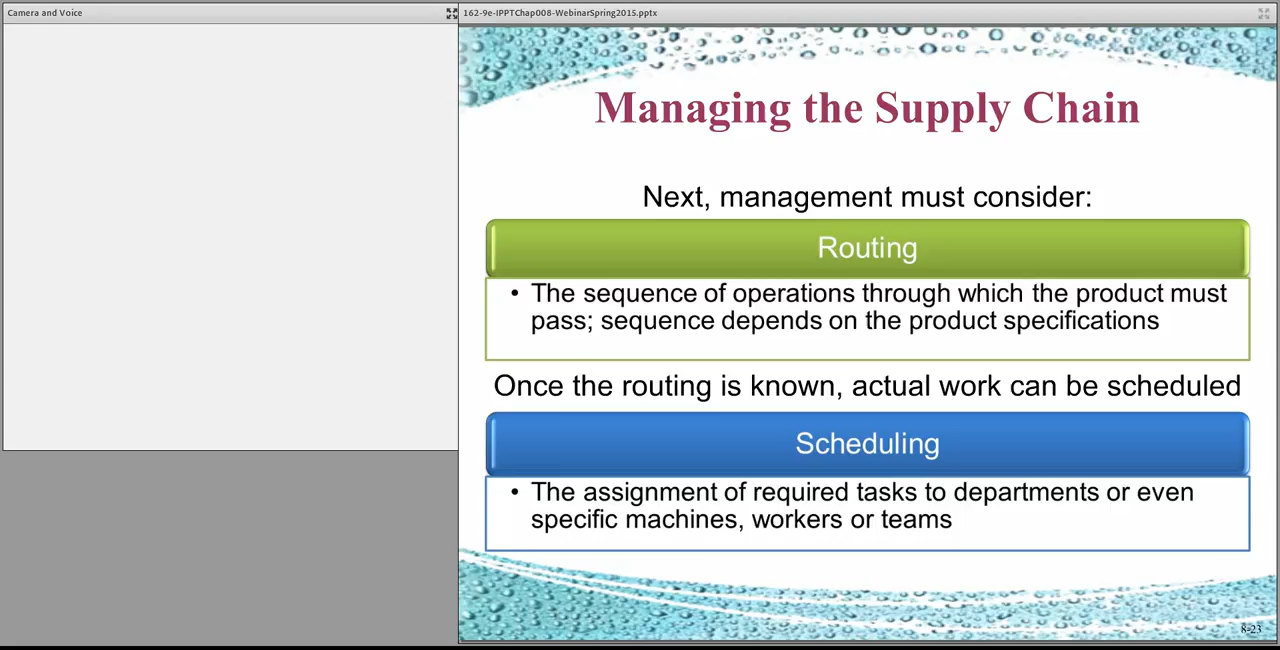 Camera and Voice
162-9e-IPPTChap008-WebinarSpring2015.pptx
Managing the Supply Chain
Next, management must consider:
Routing
• The sequence of operations through which the product must
pass; sequence depends on the product specifications
Once the routing is known, actual work can be scheduled
Scheduling
• The assignment of required tasks to departments or even
specific machines, workers or teams
8-23